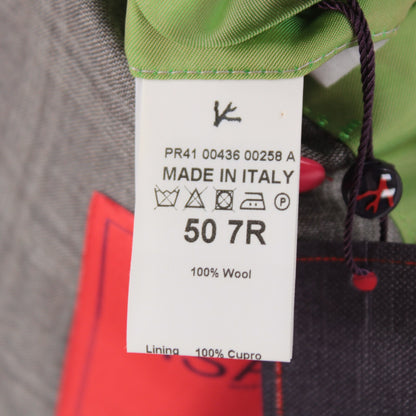 PR41 00436 00258 A
MADE IN ITALY
P
50 7R
100% Wool
Lining 100% Cupro